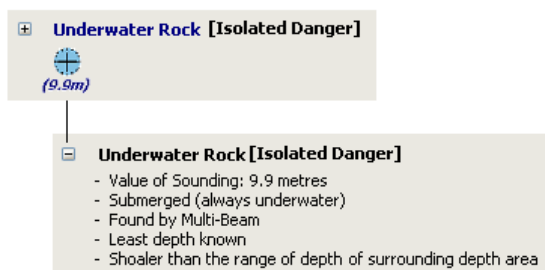 Underwater Rock [Isolated Danger]
(9.9m)
Underwater Rock [Isolated Danger]
- Value of Sounding: 9.9 metres
- Submerged (always underwater)
- Found by Multi-Beam
- Least depth known
- Shoaler than the range of depth of surrounding depth area